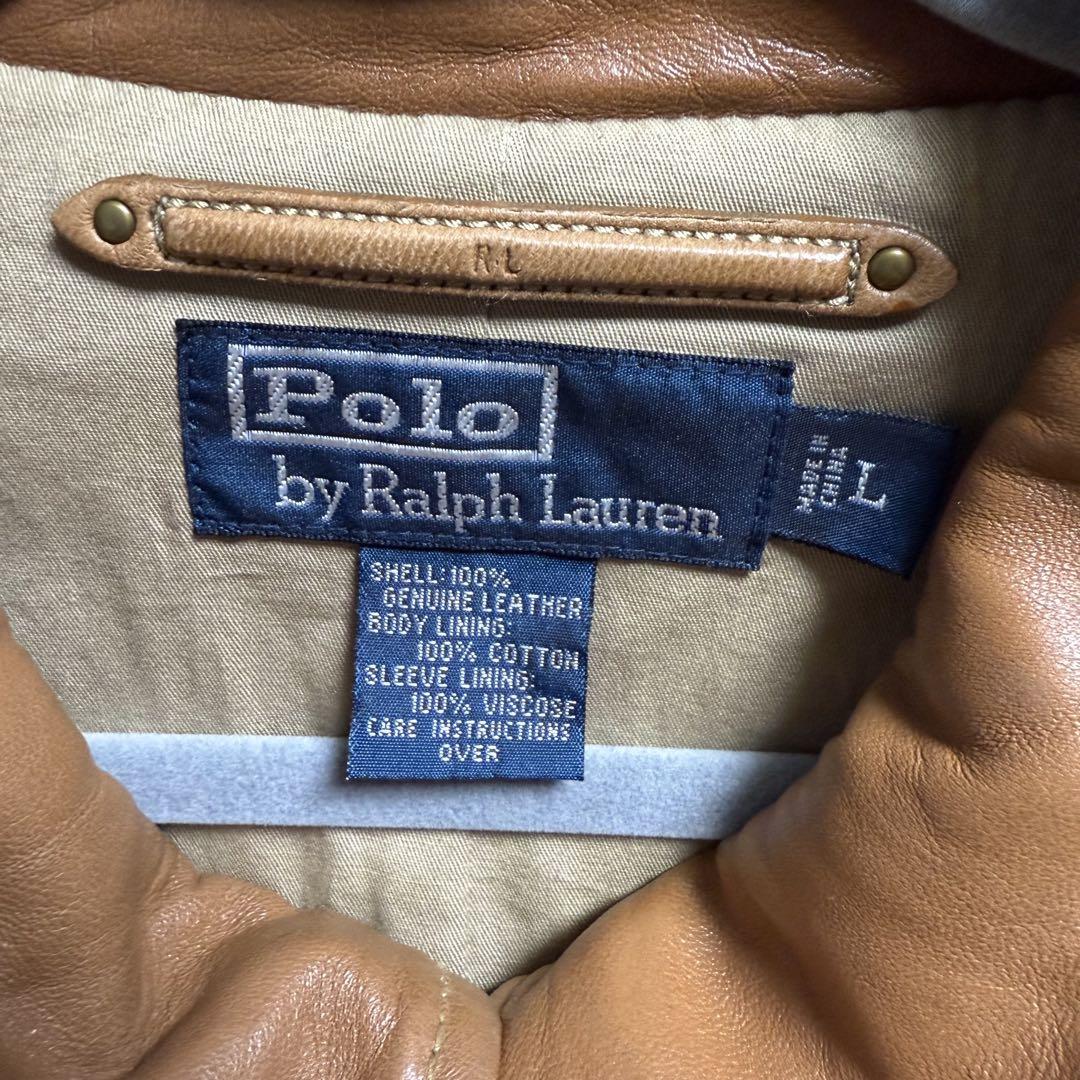 R.L
Polo
by Ralph Lauren
MADE IN
CHINA
L
SHELL: 100%
GENUINE LEATHER
BODY LINING:
100% COTTON
SLEEVE LINING:
100% VISCOSE
CARE INSTRUCTIONS
OVER